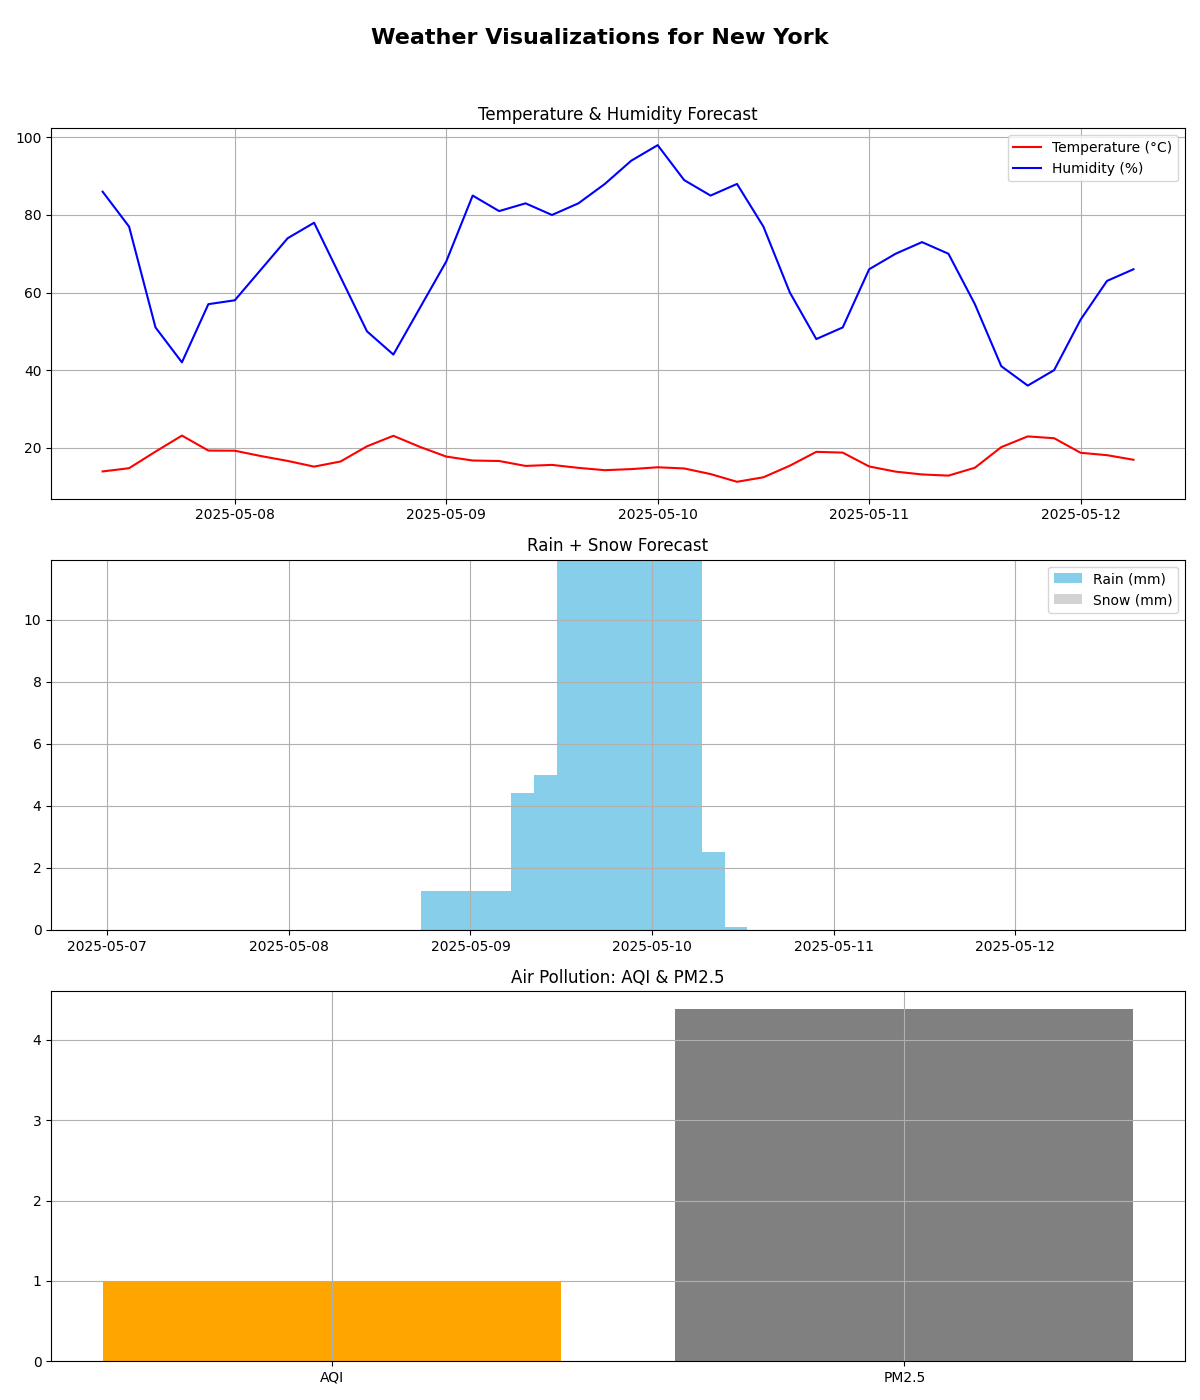 Weather Visualizations for New York
Temperature & Humidity Forecast
100
80
60
40
20
Temperature (°C)
Humidity (%)
2025-05-08 2025-05-09 2025-05-10 2025-05-11 2025-05-12
Rain + Snow Forecast
10
8
6
4
2
0
Rain (mm)
Snow (mm)
2025-05-07 2025-05-08 2025-05-09 2025-05-10 2025-05-11 2025-05-12
Air Pollution: AQI & PM2.5
4
3
2
1
0
AQI PM2.5